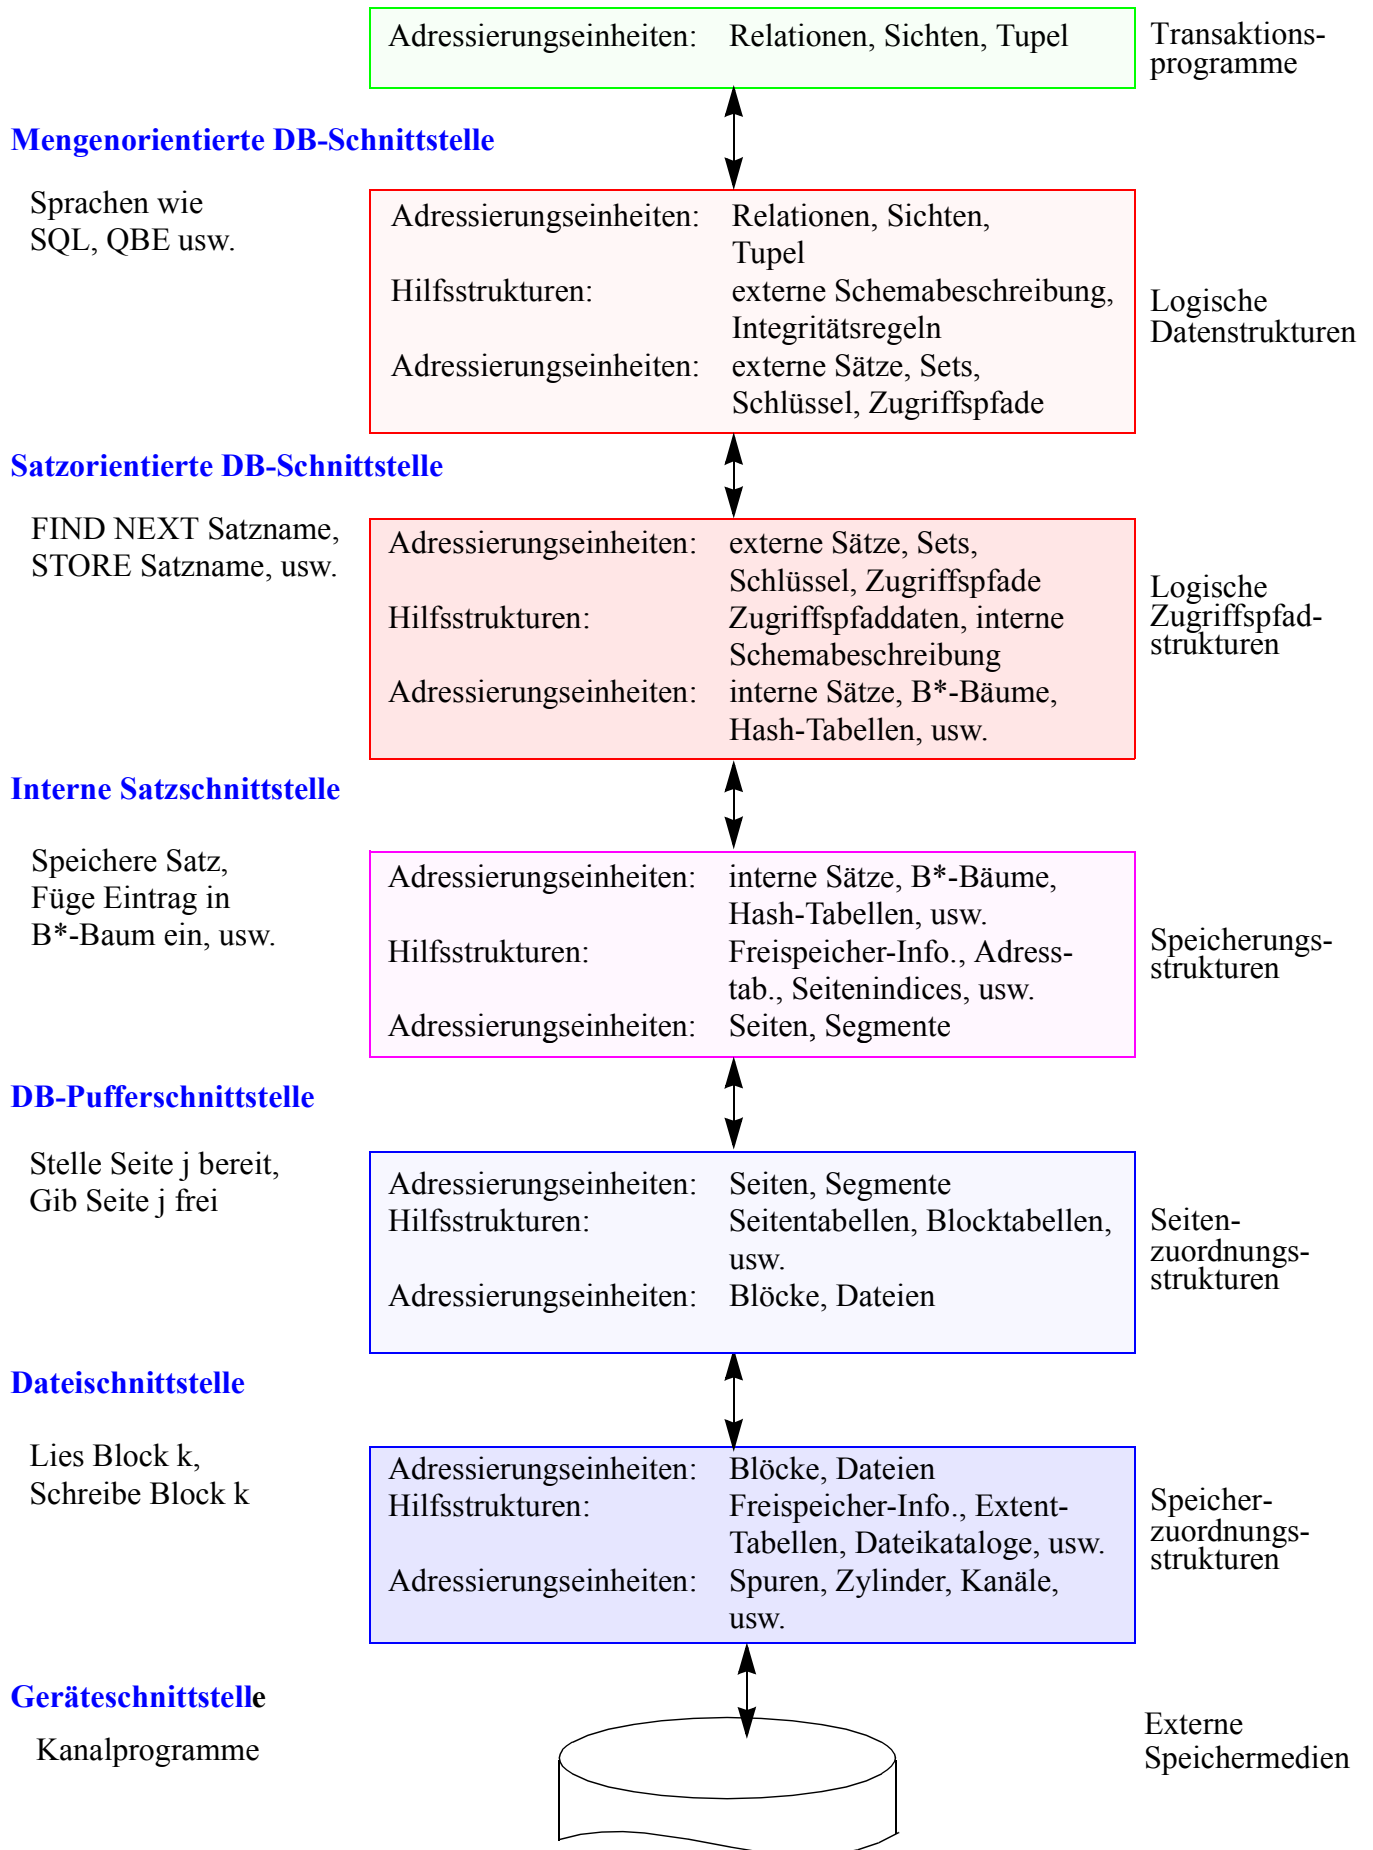 Adressierungseinheiten: Relationen, Sichten, Tupel
Transaktions-
programme
Mengenorientierte DB-Schnittstelle
Sprachen wie
SQL, QBE usw.
Adressierungseinheiten: Relationen, Sichten,
Tupel
Hilfsstrukturen: externe Schemabeschreibung,
Integritätsregeln
Adressierungseinheiten: externe Sätze, Sets,
Schlüssel, Zugriffspfade
Logische
Datenstrukturen
Satzorientierte DB-Schnittstelle
FIND NEXT Satzname,
STORE Satzname, usw.
Adressierungseinheiten: externe Sätze, Sets,
Schlüssel, Zugriffspfade
Hilfsstrukturen: Zugriffspfaddaten, interne
Schemabeschreibung
Adressierungseinheiten: interne Sätze, B*-Bäume,
Hash-Tabellen, usw.
Logische
Zugriffspfad-
strukturen
Interne Satzschnittstelle
Speichere Satz,
Füge Eintrag in
B*-Baum ein, usw.
Adressierungseinheiten: interne Sätze, B*-Bäume,
Hash-Tabellen, usw.
Hilfsstrukturen: Freispeicher-Info., Adress-
tab., Seitenindices, usw.
Adressierungseinheiten: Seiten, Segmente
Speicherungs-
strukturen
DB-Pufferschnittstelle
Stelle Seite j bereit,
Gib Seite j frei
Adressierungseinheiten: Seiten, Segmente
Hilfsstrukturen: Seitentabellen, Blocktabellen,
usw.
Adressierungseinheiten: Blöcke, Dateien
Seiten-
zuordnungs-
strukturen
Dateischnittstelle
Lies Block k,
Schreibe Block k
Adressierungseinheiten: Blöcke, Dateien
Hilfsstrukturen: Freispeicher-Info., Extent-
Tabellen, Dateikataloge, usw.
Adressierungseinheiten: Spuren, Zylinder, Kanäle,
usw.
Speicher-
zuordnungs-
strukturen
Geräteschnittstelle
Kanalprogramme
Externe
Speichermedien